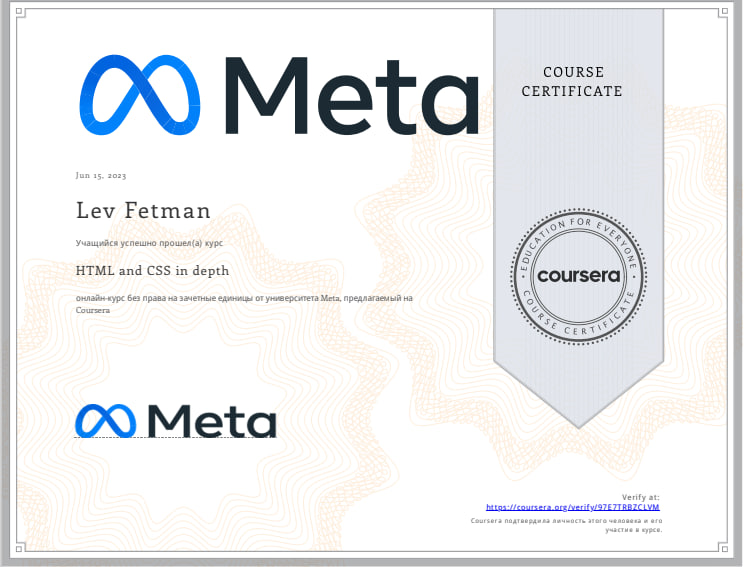 Meta
COURSE
CERTIFICATE
Jun 15, 2023
Lev Fetman
Учащийся успешно прошел(а) курс
HTML and CSS in depth
онлайн-курс без права на зачетные единицы от университета Meta, предлагаемый на
Coursera
EDUCATION FOR EVERYONE
coursera
COURSE CERTIFICATE
Meta
Verify at:
https://coursera.org/verify/97E7TRBZCLVM
Coursera подтвердила личность этого человека и его
участие в курсе.